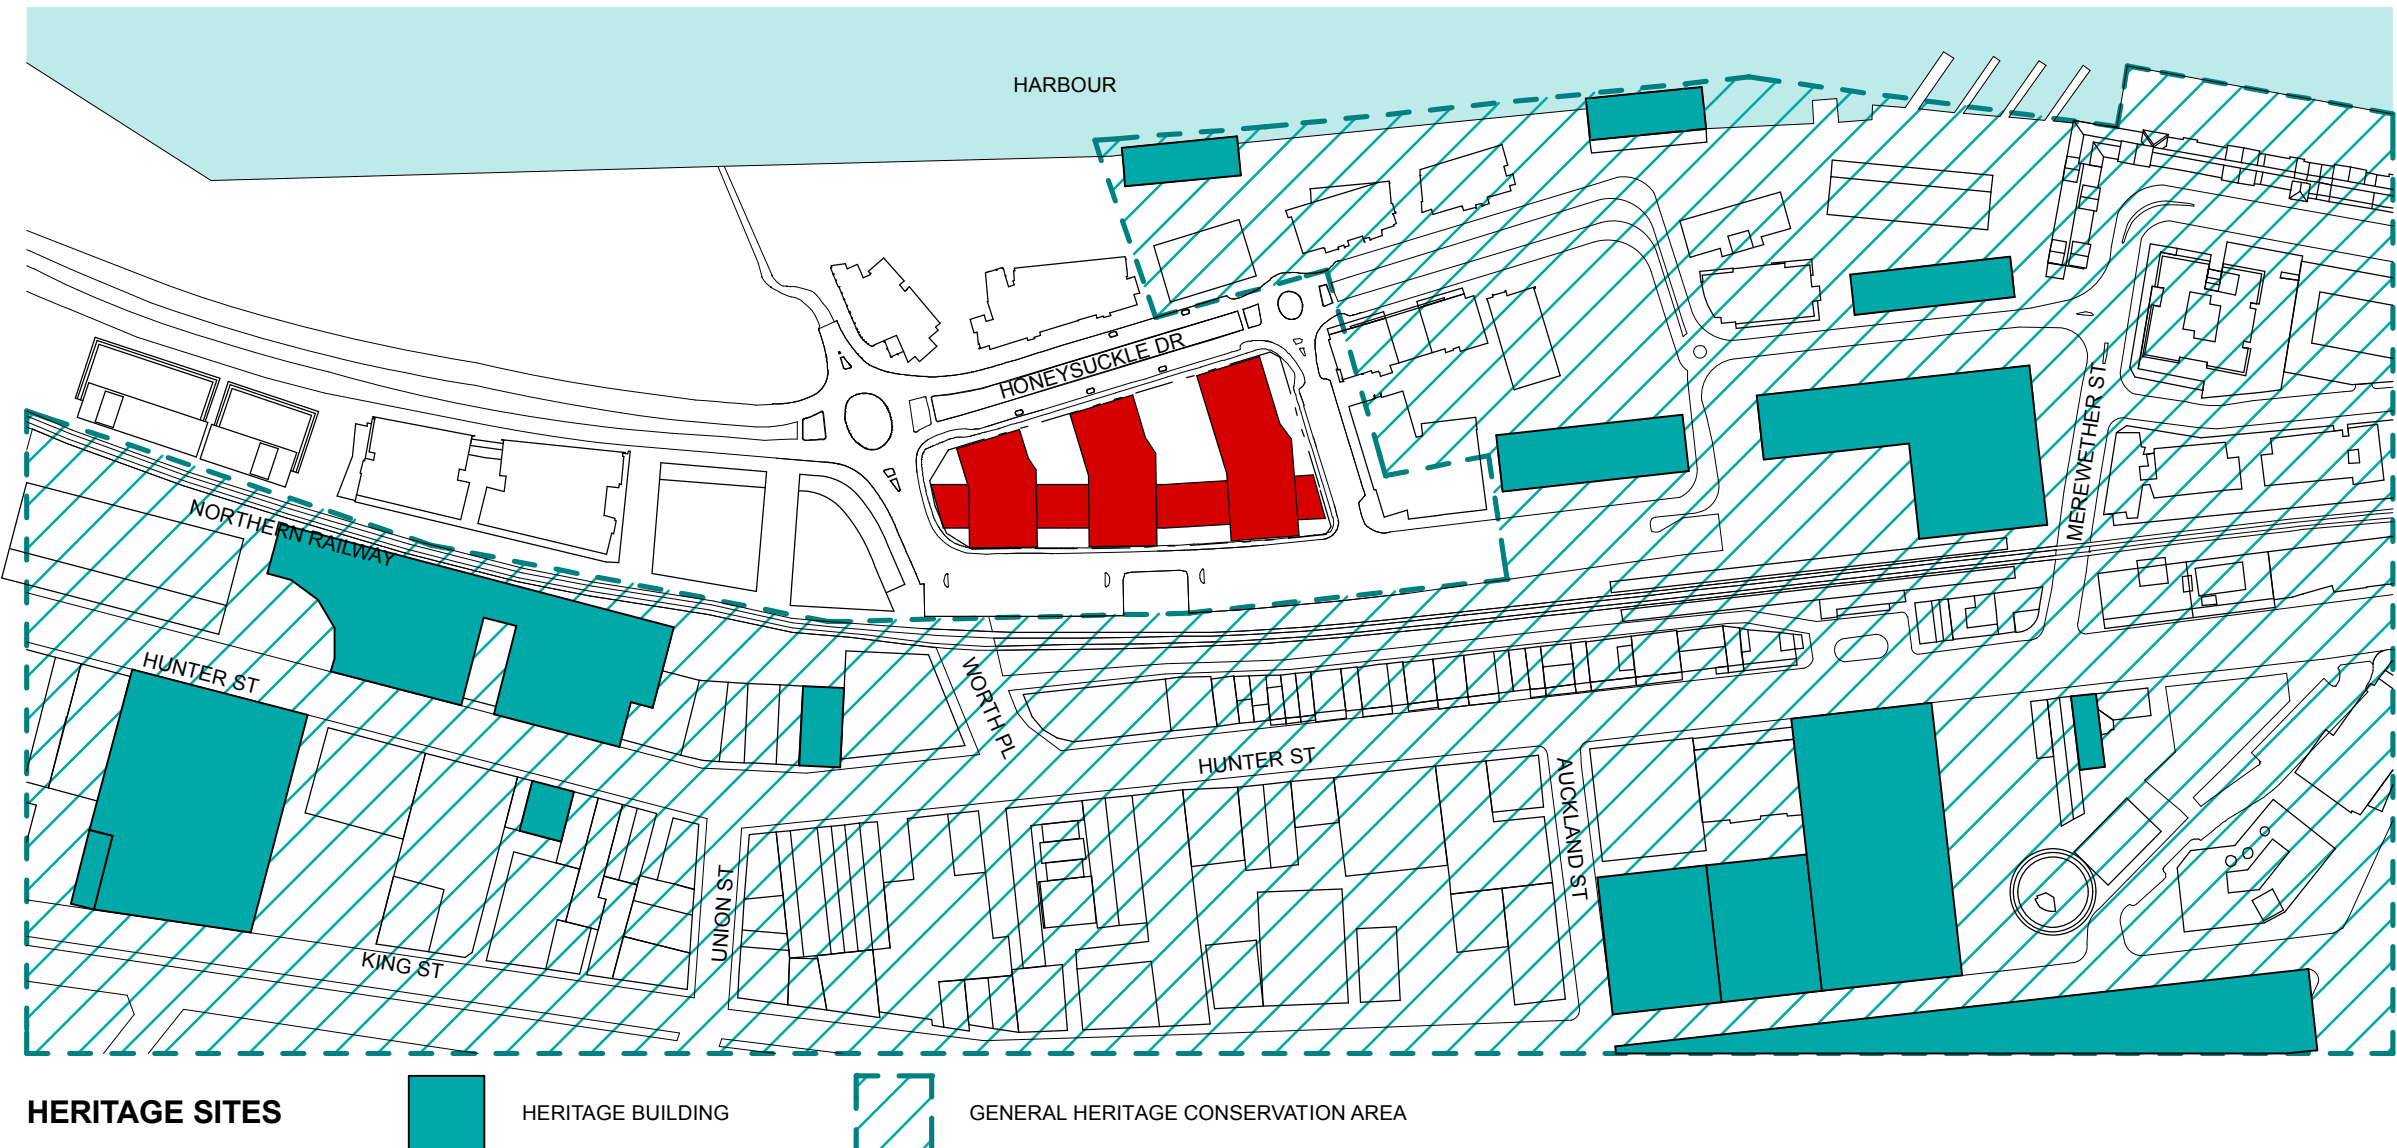 HARBOUR
HONEYSUCKLE DR
MEREWETHER ST
NORTHERN RAILWAY
HUNTER ST
WORTH PL
HUNTER ST
AUCKLAND ST
UNION ST
KING ST
HERITAGE SITES
HERITAGE BUILDING
GENERAL HERITAGE CONSERVATION AREA